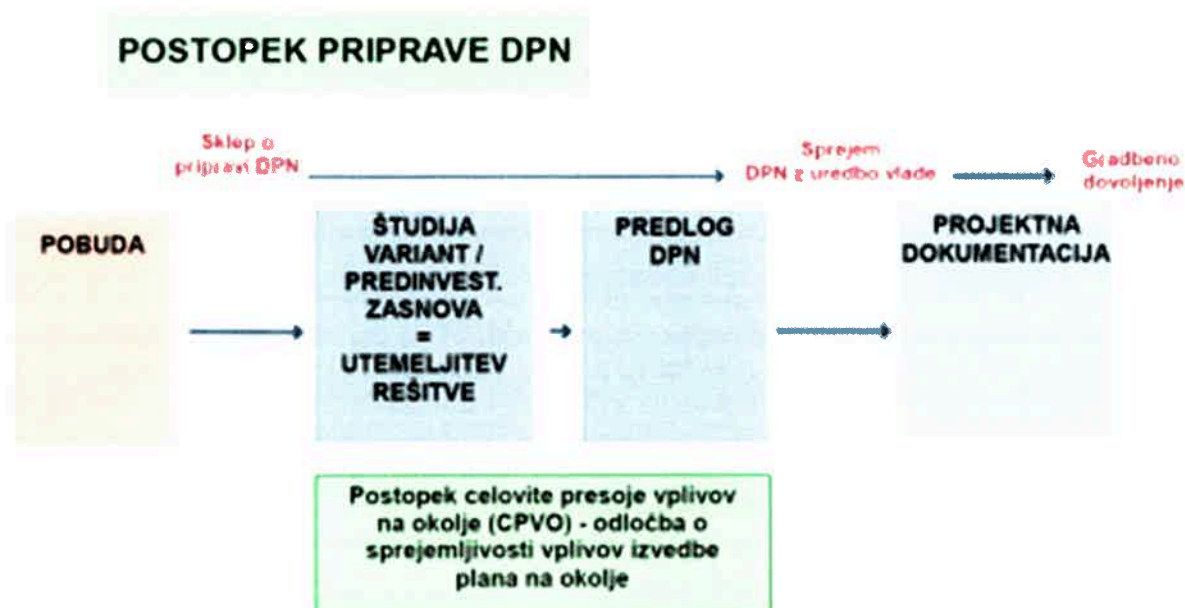 POSTOPEK PRIPRAVE DPN
Sklep o
pripravi DPN
Sprejem
DPN z uredbo vlade
Gradbeno
dovoljenje
POBUDA
ŠTUDIJA
VARIANT /
PREDINVEST.
ZASNOVA
=
UTEMELJITEV
REŠITVE
PREDLOG
DPN
PROJEKTNA
DOKUMENTACIJA
Postopek celovite presoje vplivov
na okolje (CPVO) - odločba o
sprejemljivosti vplivov izvedbe
plana na okolje